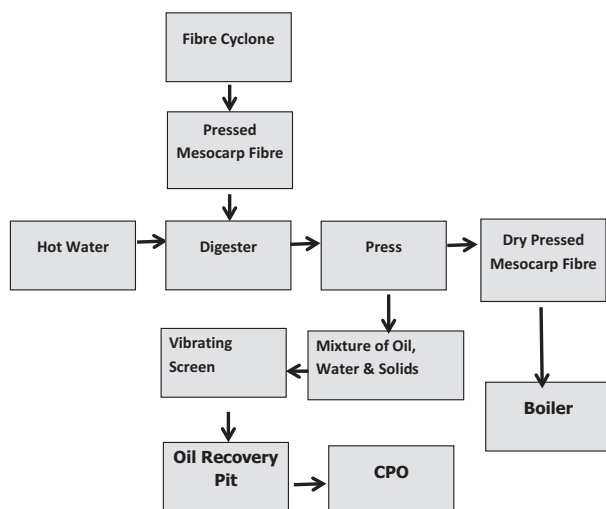 Fibre Cyclone
Pressed
Mesocarp Fibre
Hot Water
Digester
Press
Dry Pressed
Mesocarp Fibre
Vibrating
Screen
Mixture of Oil,
Water & Solids
Boiler
Oil Recovery
Pit
CPO